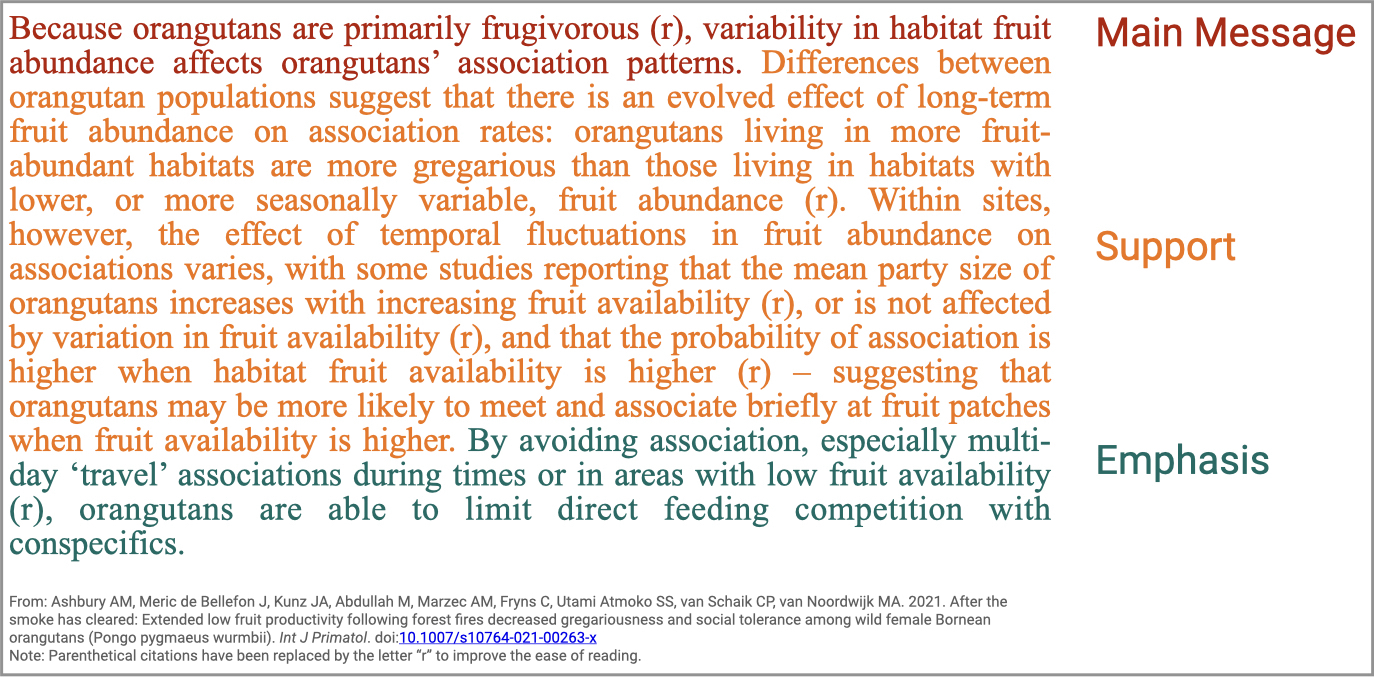 Because orangutans are primarily frugivorous (r), variability in habitat fruit
abundance affects orangutans’ association patterns. Differences between
orangutan populations suggest that there is an evolved effect of long-term
fruit abundance on association rates: orangutans living in more fruit-
abundant habitats are more gregarious than those living in habitats with
lower, or more seasonally variable, fruit abundance (r). Within sites,
however, the effect of temporal fluctuations in fruit abundance on
associations varies, with some studies reporting that the mean party size of
orangutans increases with increasing fruit availability (r), or is not affected
by variation in fruit availability (r), and that the probability of association is
higher when habitat fruit availability is higher (r) – suggesting that
orangutans may be more likely to meet and associate briefly at fruit patches
when fruit availability is higher. By avoiding association, especially multi-
day ‘travel’ associations during times or in areas with low fruit availability
(r), orangutans are able to limit direct feeding competition with
conspecifics.
Main Message
Support
Emphasis
From: Ashbury AM, Meric de Bellefon J, Kunz JA, Abdullah M, Marzec AM, Fryns C, Utami Atmoko SS, van Schaik CP, van Noordwijk MA. 2021. After the
smoke has cleared: Extended low fruit productivity following forest fires decreased gregariousness and social tolerance among wild female Bornean
orangutans (Pongo pygmaeus wurmbii). Int J Primatol. doi:10.1007/s10764-021-00263-x
Note: Parenthetical citations have been replaced by the letter “r” to improve the ease of reading.